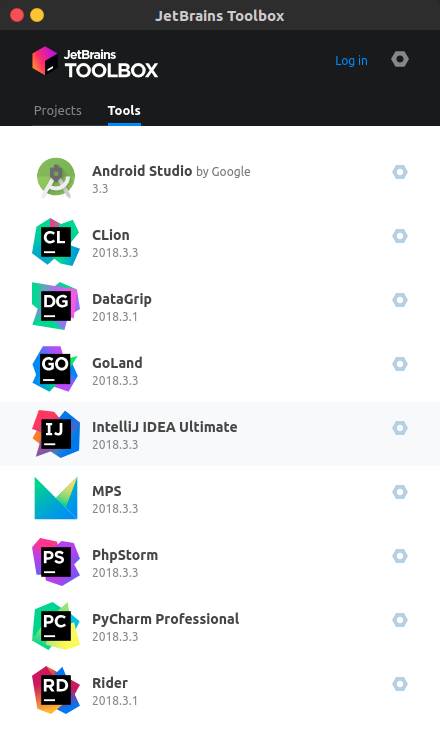 JetBrains Toolbox
JetBrains
TOOLBOX
Log in
Projects
Tools
Android Studio by Google
3.3
CL
CLion
2018.3.3
DG
DataGrip
2018.3.1
GO
GoLand
2018.3.3
IJ
IntelliJ IDEA Ultimate
2018.3.3
MPS
2018.3.3
PS
PhpStorm
2018.3.3
PC
PyCharm Professional
2018.3.3
RD
Rider
2018.3.1